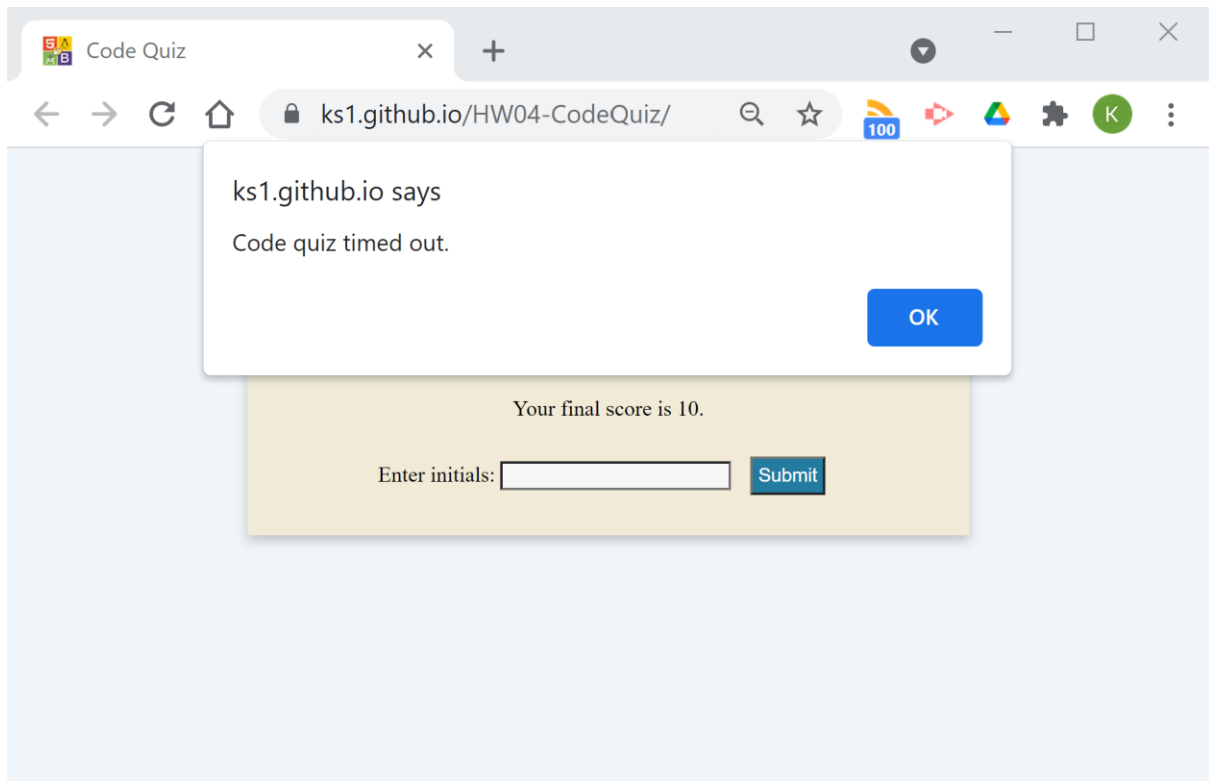 Code Quiz
ks1.github.io/HW04-CodeQuiz/
100
K
ks1.github.io says
Code quiz timed out.
OK
Your final score is 10.
Enter initials: Submit